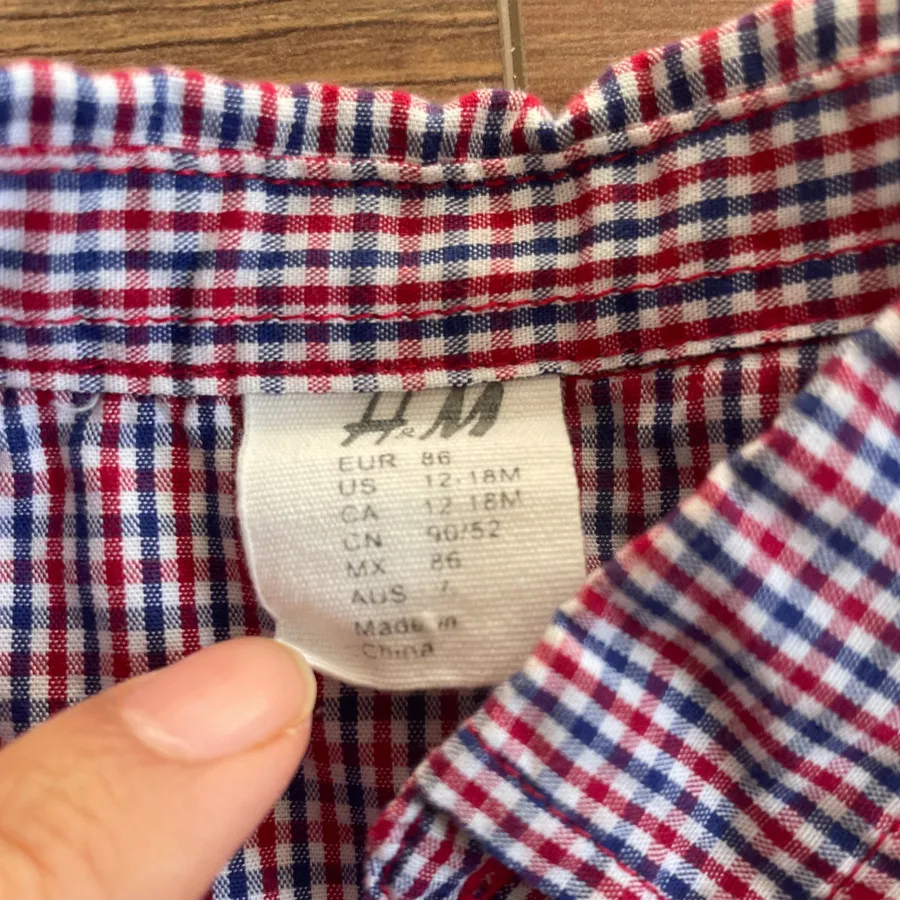 H&M
EUR 86
US 12-18M
CA 12-18M
CN 90/52
MX 86
AUS
Made in
China